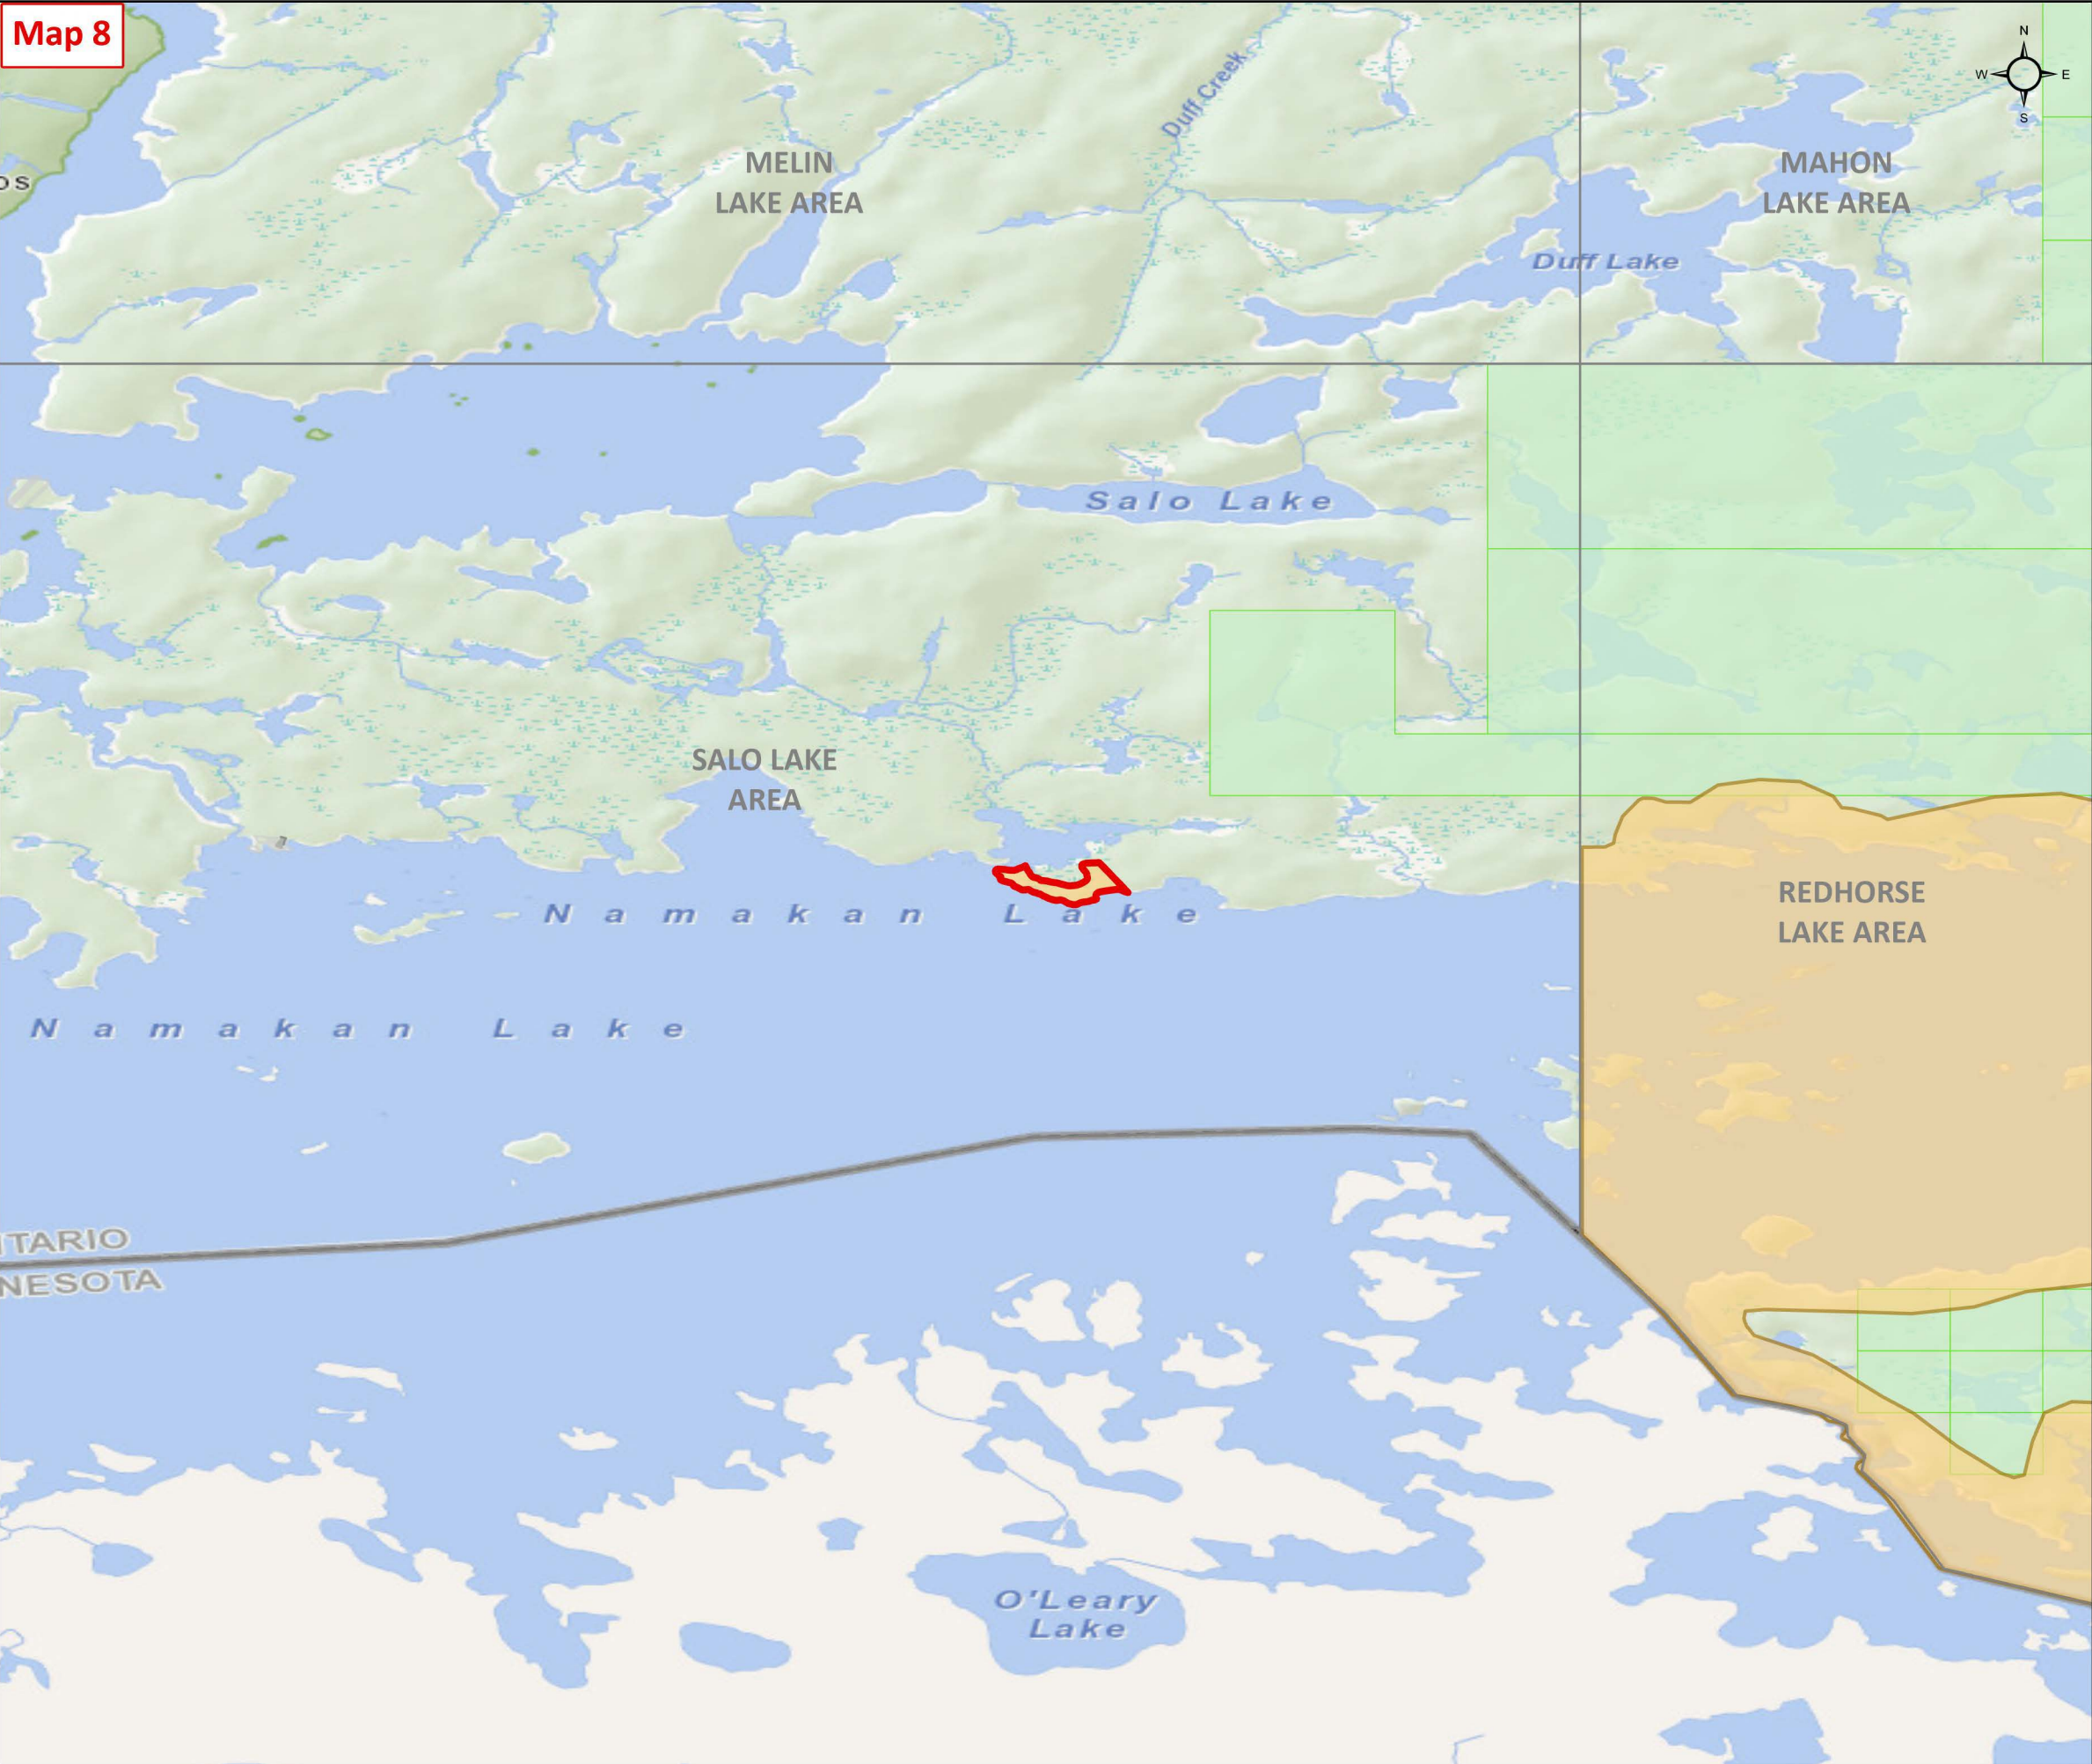 Map 8
N
W E
S
Duff Creek
MELIN
LAKE AREA
MAHON
LAKE AREA
OS
Duff Lake
Salo Lake
SALO LAKE
AREA
REDHORSE
LAKE AREA
Namakan Lake
Namakan Lake
TARIO
NESOTA
O'Leary
Lake